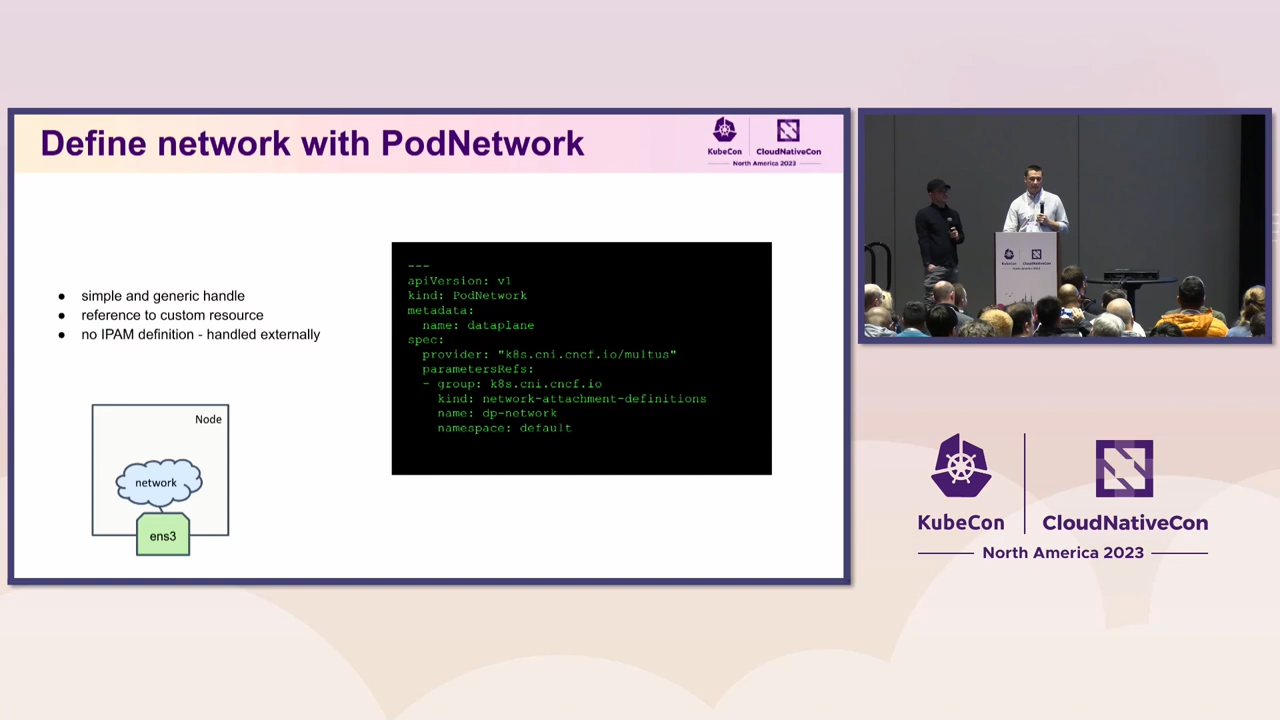 Define network with PodNetwork
KubeCon
CloudNativeCon
North America 2023
● simple and generic handle
● reference to custom resource
● no IPAM definition - handled externally
---
apiVersion: v1
kind: PodNetwork
metadata:
  name: dataplane
spec:
  provider: "k8s.cni.cncf.io/multus"
  parametersRefs:
  - group: k8s.cni.cncf.io
    kind: network-attachment-definitions
    name: dp-network
    namespace: default
Node
network
ens3
KubeCon
CloudNativeCon
North America 2023